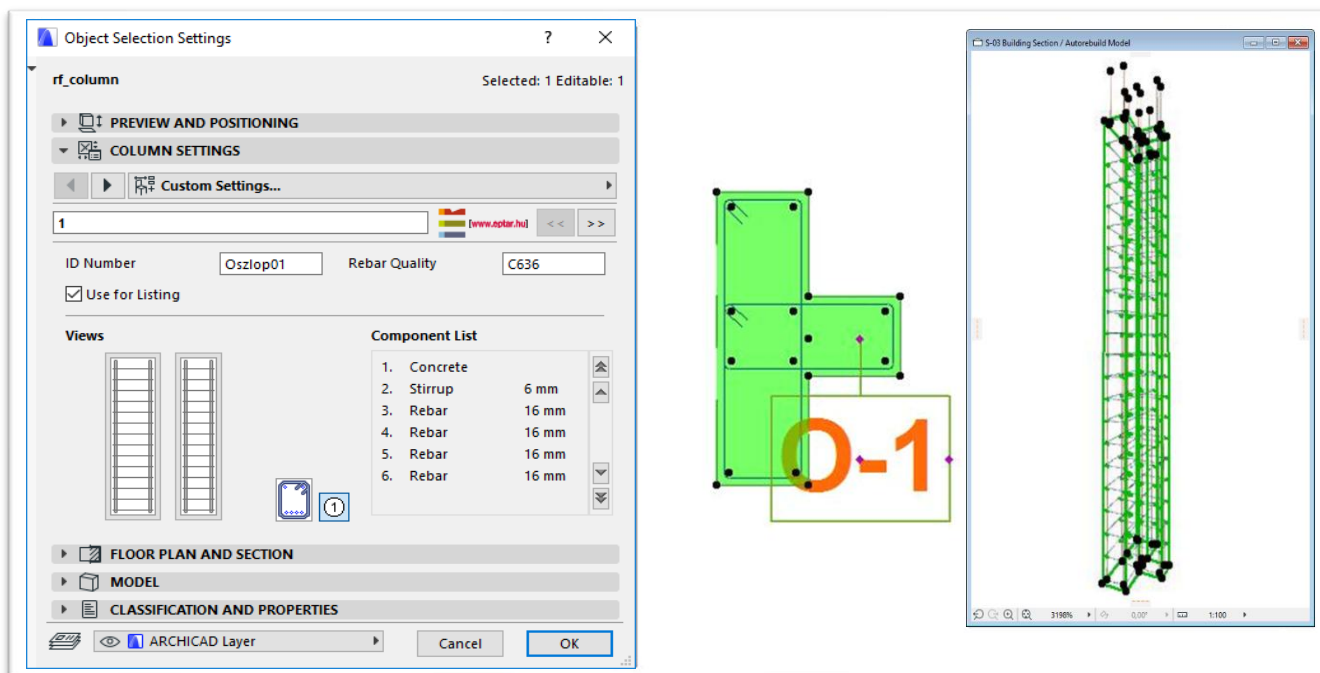 Object Selection Settings ?
rf_column Selected: 1 Editable: 1
PREVIEW AND POSITIONING
COLUMN SETTINGS
Custom Settings...
1 [www.eptar.hu] << >>
ID Number Oszlop01 Rebar Quality C636
Use for Listing
Views Component List
1. Concrete
2. Stirrup 6 mm
3. Rebar 16 mm
4. Rebar 16 mm
5. Rebar 16 mm
6. Rebar 16 mm
1
FLOOR PLAN AND SECTION
MODEL
CLASSIFICATION AND PROPERTIES
ARCHICAD Layer Cancel OK
O-1
S-03 Building Section / Autorebuild Model
3198% 0,00° 1:100